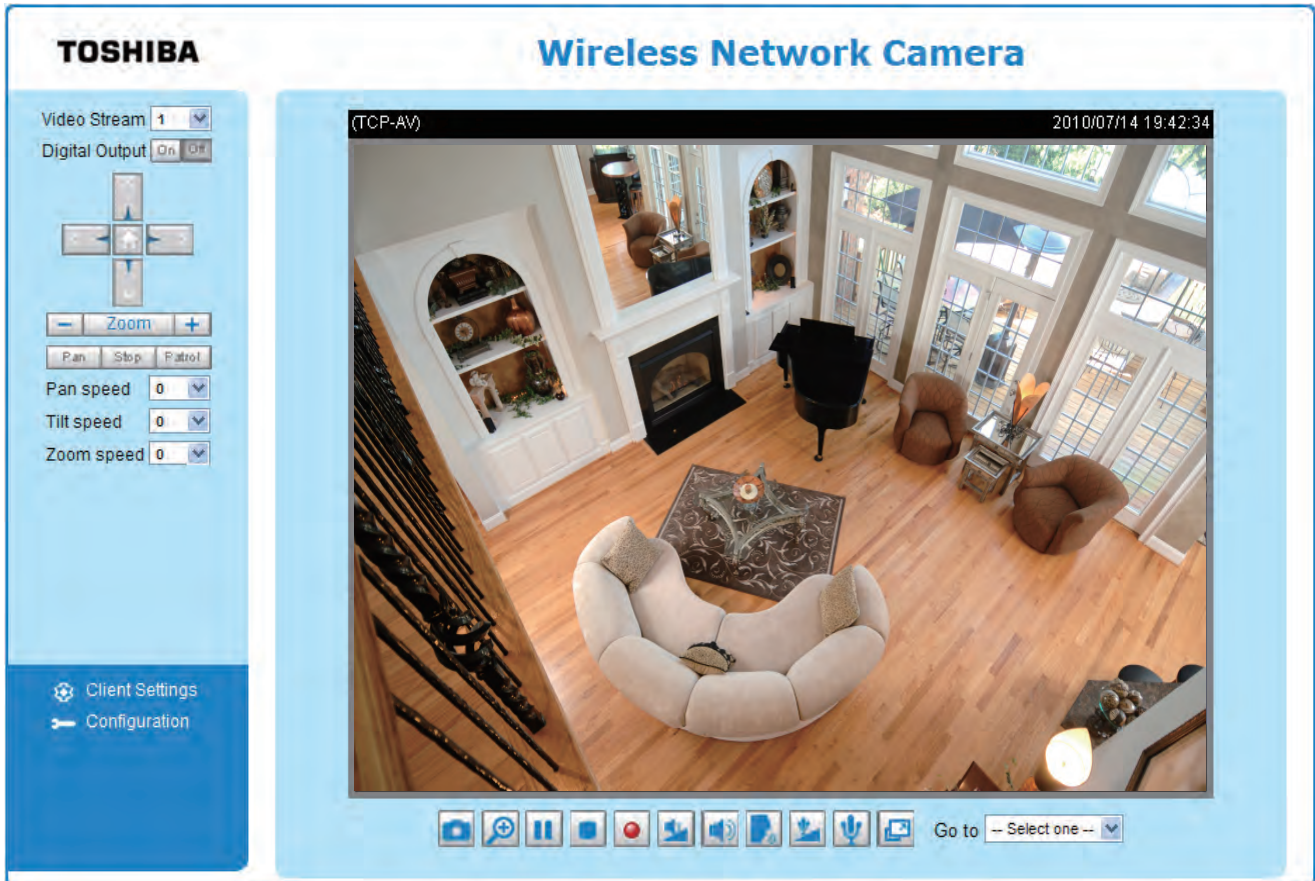 TOSHIBA
Wireless Network Camera
Video Stream 1
Digital Output On Off
Zoom
Pan Stop Patrol
Pan speed 0
Tilt speed 0
Zoom speed 0
Client Settings
Configuration
(TCP-AV) 2010/07/14 19:42:34
Go to -- Select one --